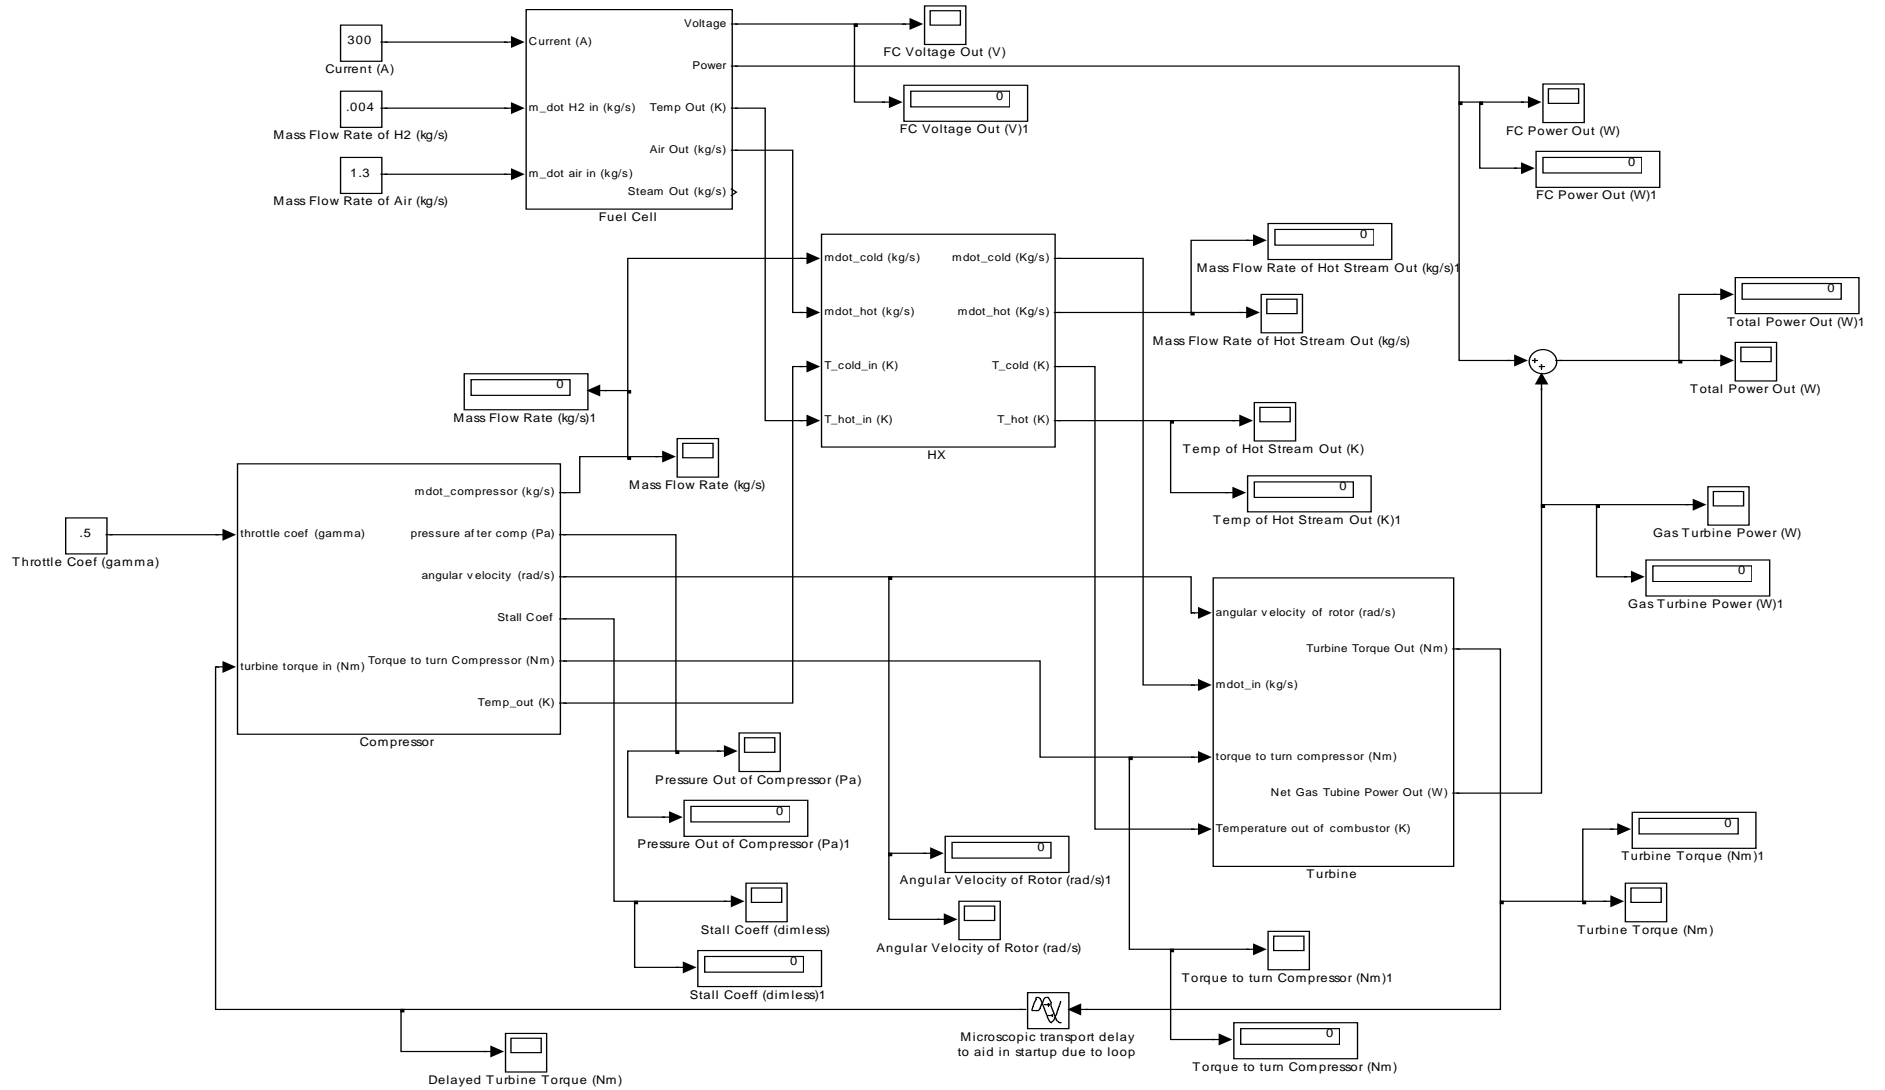 Voltage
300
Current (A)
FC Voltage Out (V)
Current (A)
Power
.004
m_dot H2 in (kg/s)
Temp Out (K)
0
FC Voltage Out (V)1
Mass Flow Rate of H2 (kg/s)
Air Out (kg/s)
1.3
m_dot air in (kg/s)
Steam Out (kg/s)
Mass Flow Rate of Air (kg/s)
Fuel Cell
FC Power Out (W)
0
FC Power Out (W)1
mdot_cold (kg/s)
mdot_cold (Kg/s)
mdot_hot (kg/s)
mdot_hot (Kg/s)
T_cold_in (K)
T_cold (K)
T_hot_in (K)
T_hot (K)
HX
0
Mass Flow Rate of Hot Stream Out (kg/s)1
Mass Flow Rate of Hot Stream Out (kg/s)
Temp of Hot Stream Out (K)
0
Temp of Hot Stream Out (K)1
0
Total Power Out (W)1
+
+
Total Power Out (W)
0
Mass Flow Rate (kg/s)1
Mass Flow Rate (kg/s)
.5
Throttle Coef (gamma)
throttle coef (gamma)
turbine torque in (Nm)
mdot_compressor (kg/s)
pressure after comp (Pa)
angular velocity (rad/s)
Stall Coef
Torque to turn Compressor (Nm)
Temp_out (K)
Compressor
Gas Turbine Power (W)
0
Gas Turbine Power (W)1
angular velocity of rotor (rad/s)
Turbine Torque Out (Nm)
mdot_in (kg/s)
torque to turn compressor (Nm)
Net Gas Tubine Power Out (W)
Temperature out of combustor (K)
Turbine
Pressure Out of Compressor (Pa)
0
Pressure Out of Compressor (Pa)1
0
Angular Velocity of Rotor (rad/s)1
Angular Velocity of Rotor (rad/s)
Stall Coeff (dimless)
0
Stall Coeff (dimless)1
0
Turbine Torque (Nm)1
Turbine Torque (Nm)
Torque to turn Compressor (Nm)1
0
Torque to turn Compressor (Nm)
Microscopic transport delay
to aid in startup due to loop
Delayed Turbine Torque (Nm)